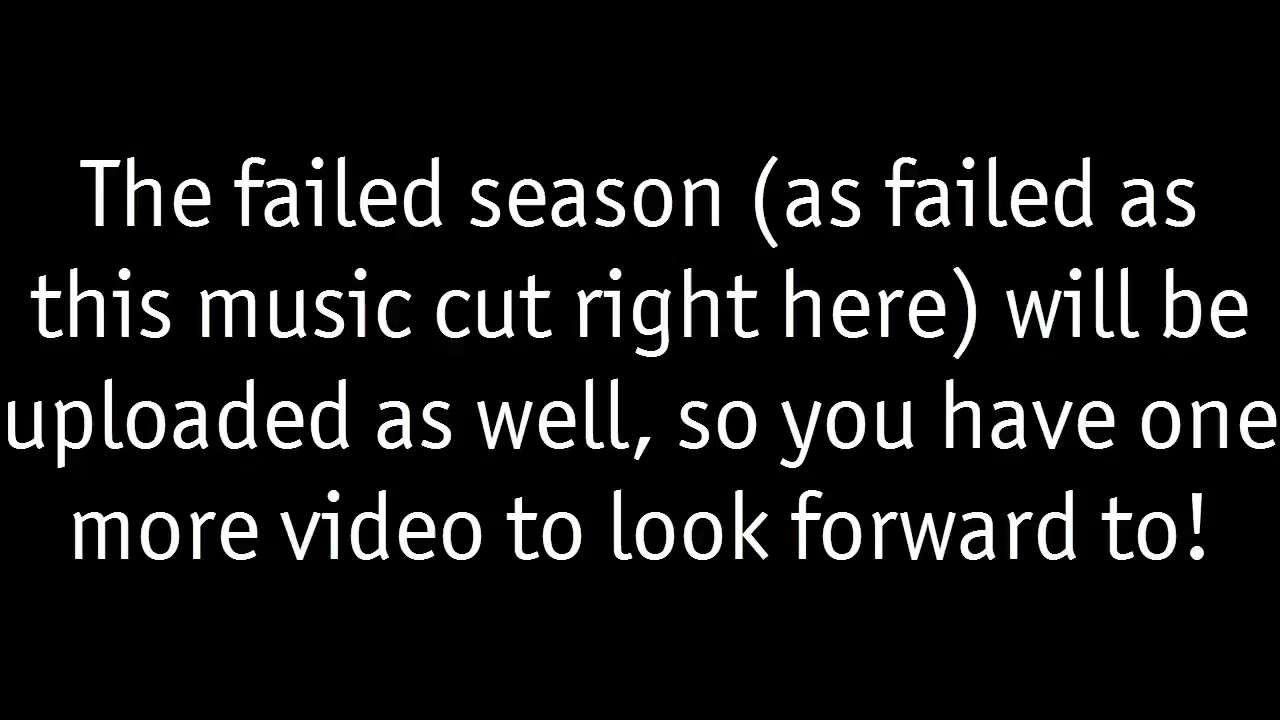 The failed season (as failed as
this music cut right here) will be
uploaded as well, so you have one
more video to look forward to!